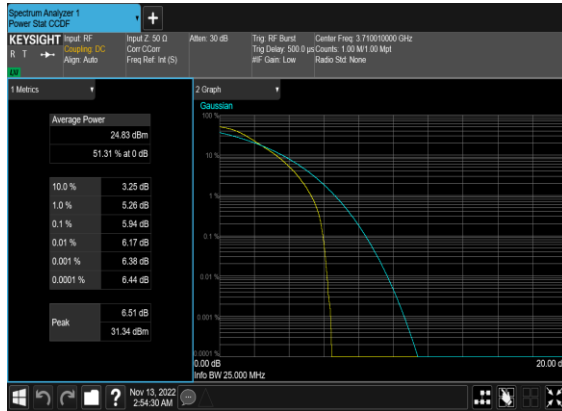 Spectrum Analyzer 1
Power Stat CCDF
+
KEYSIGHT
R T
Input: RF
Coupling: DC
Align: Auto
Input Z: 50 Ω
Corr CCorr
Freq Ref: Int (S)
Atten: 30 dB
Trig: RF Burst
Trig Delay: 500.0 µs
#IF Gain: Low
Center Freq: 3.710010000 GHz
Counts: 1.00 M/1.00 Mpt
Radio Std: None
1 Metrics
Average Power
24.83 dBm
51.31 % at 0 dB
10.0 % 3.25 dB
1.0 % 5.26 dB
0.1 % 5.94 dB
0.01 % 6.17 dB
0.001 % 6.38 dB
0.0001 % 6.44 dB
Peak
6.51 dB
31.34 dBm
2 Graph
Gaussian
100 %
10 %
1 %
0.1 %
0.01 %
0.001 %
0.0001 %
0.00 dB 20.00 d
Info BW 25.000 MHz
?
Nov 13, 2022
2:54:30 AM